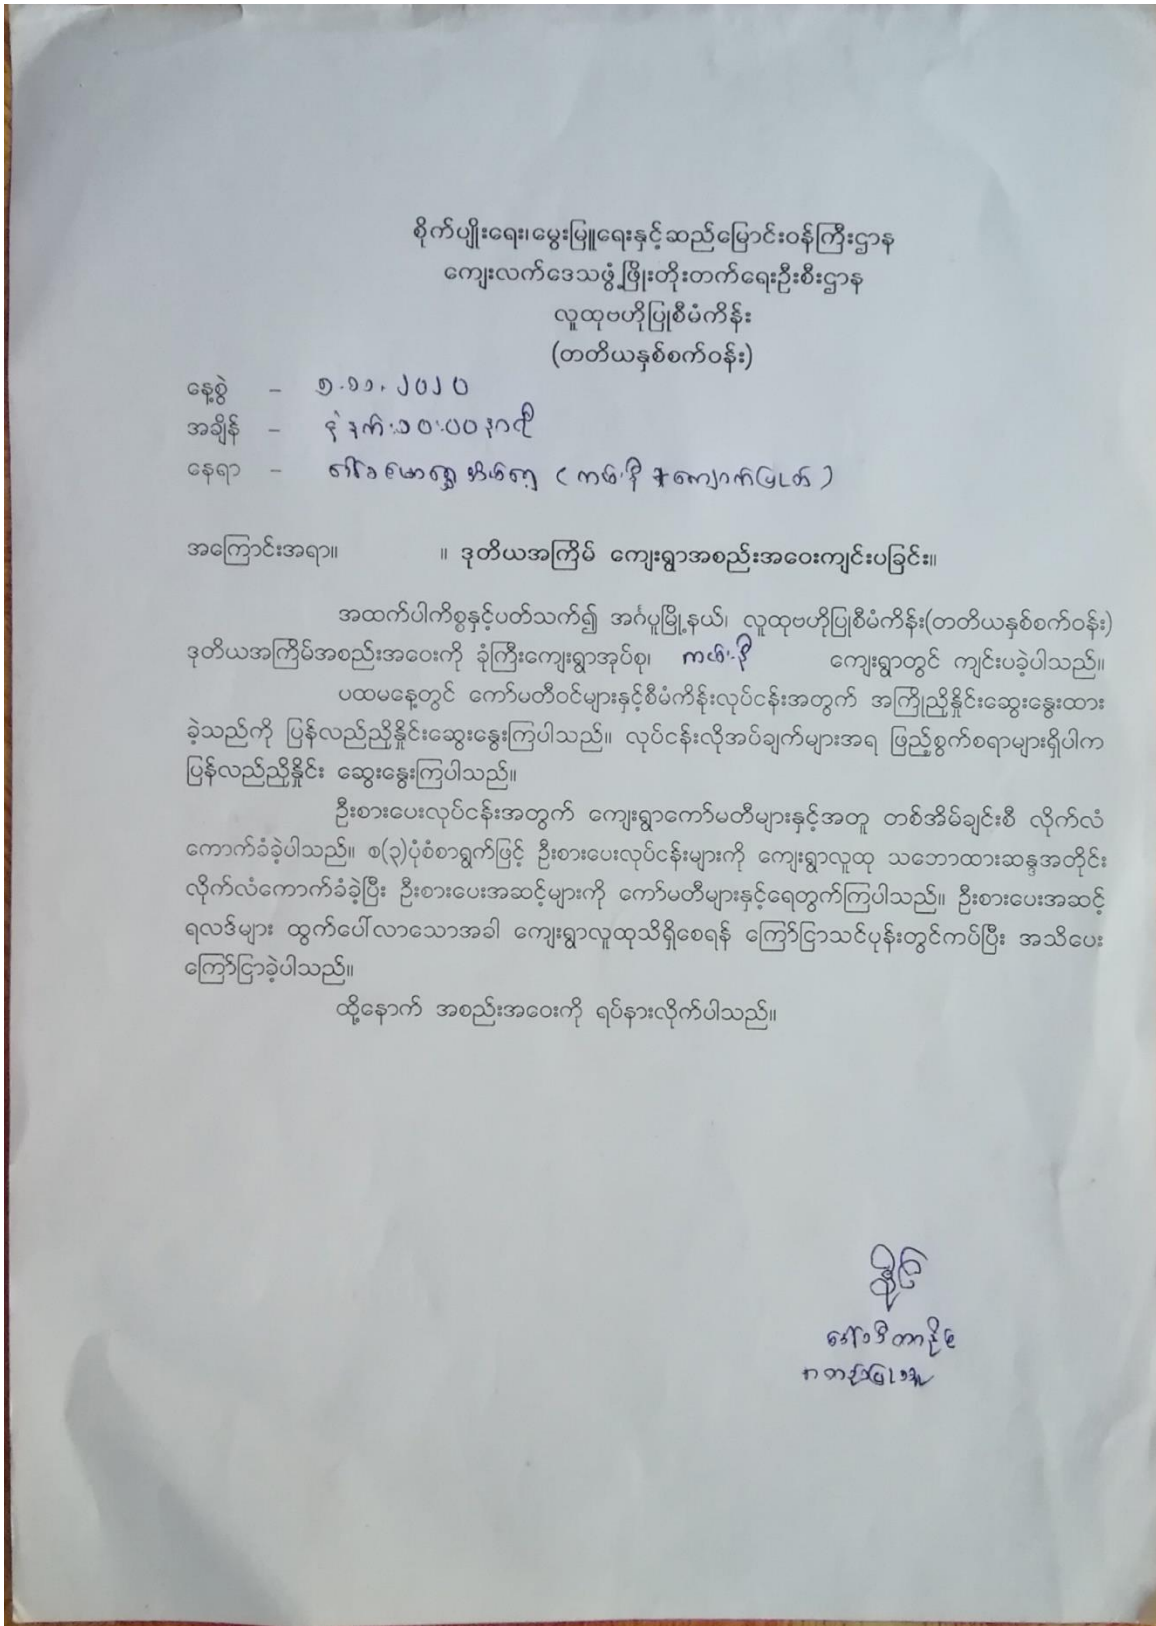 စိုက်ပျိုးရေး၊မွေးမြူရေးနှင့်ဆည်မြောင်းဝန်ကြီးဌာန
ကျေးလက်ဒေသဖွံ့ဖြိုးတိုးတက်ရေးဦးစီးဌာန
လူထုဗဟိုပြုစီမံကိန်း
(တတိယနှစ်စက်ဝန်း)
နေ့စွဲ - ၅.၁၁.၂၀၂၀
အချိန် - နံနက် ၁၀:၀၀ နာရီ
နေရာ -
အကြောင်းအရာ။ ။ ဒုတိယအကြိမ် ကျေးရွာအစည်းအဝေးကျင်းပခြင်း။
အထက်ပါကိစ္စနှင့်ပတ်သက်၍ အင်္ဂပူမြို့နယ်၊ လူထုဗဟိုပြုစီမံကိန်း(တတိယနှစ်စက်ဝန်း)
ဒုတိယအကြိမ်အစည်းအဝေးကို ခုံကြီးကျေးရွာအုပ်စု၊ ကျေးရွာတွင် ကျင်းပခဲ့ပါသည်။
ပထမနေ့တွင် ကော်မတီဝင်များနှင့်စီမံကိန်းလုပ်ငန်းအတွက် အကြိုညှိနှိုင်းဆွေးနွေးထား
ခဲ့သည်ကို ပြန်လည်ညှိနှိုင်းဆွေးနွေးကြပါသည်။ လုပ်ငန်းလိုအပ်ချက်များအရ ဖြည့်စွက်စရာများရှိပါက
ပြန်လည်ညှိနှိုင်း ဆွေးနွေးကြပါသည်။
ဦးစားပေးလုပ်ငန်းအတွက် ကျေးရွာကော်မတီများနှင့်အတူ တစ်အိမ်ချင်းစီ လိုက်လံ
ကောက်ခံခဲ့ပါသည်။ စ(၃)ပုံစံစာရွက်ဖြင့် ဦးစားပေးလုပ်ငန်းများကို ကျေးရွာလူထု သဘောထားဆန္ဒအတိုင်း
လိုက်လံကောက်ခံခဲ့ပြီး ဦးစားပေးအဆင့်များကို ကော်မတီများနှင့်ရေတွက်ကြပါသည်။ ဦးစားပေးအဆင့်
ရလဒ်များ ထွက်ပေါ်လာသောအခါ ကျေးရွာလူထုသိရှိစေရန် ကြော်ငြာသင်ပုန်းတွင်ကပ်ပြီး အသိပေး
ကြော်ငြာခဲ့ပါသည်။
ထို့နောက် အစည်းအဝေးကို ရပ်နားလိုက်ပါသည်။